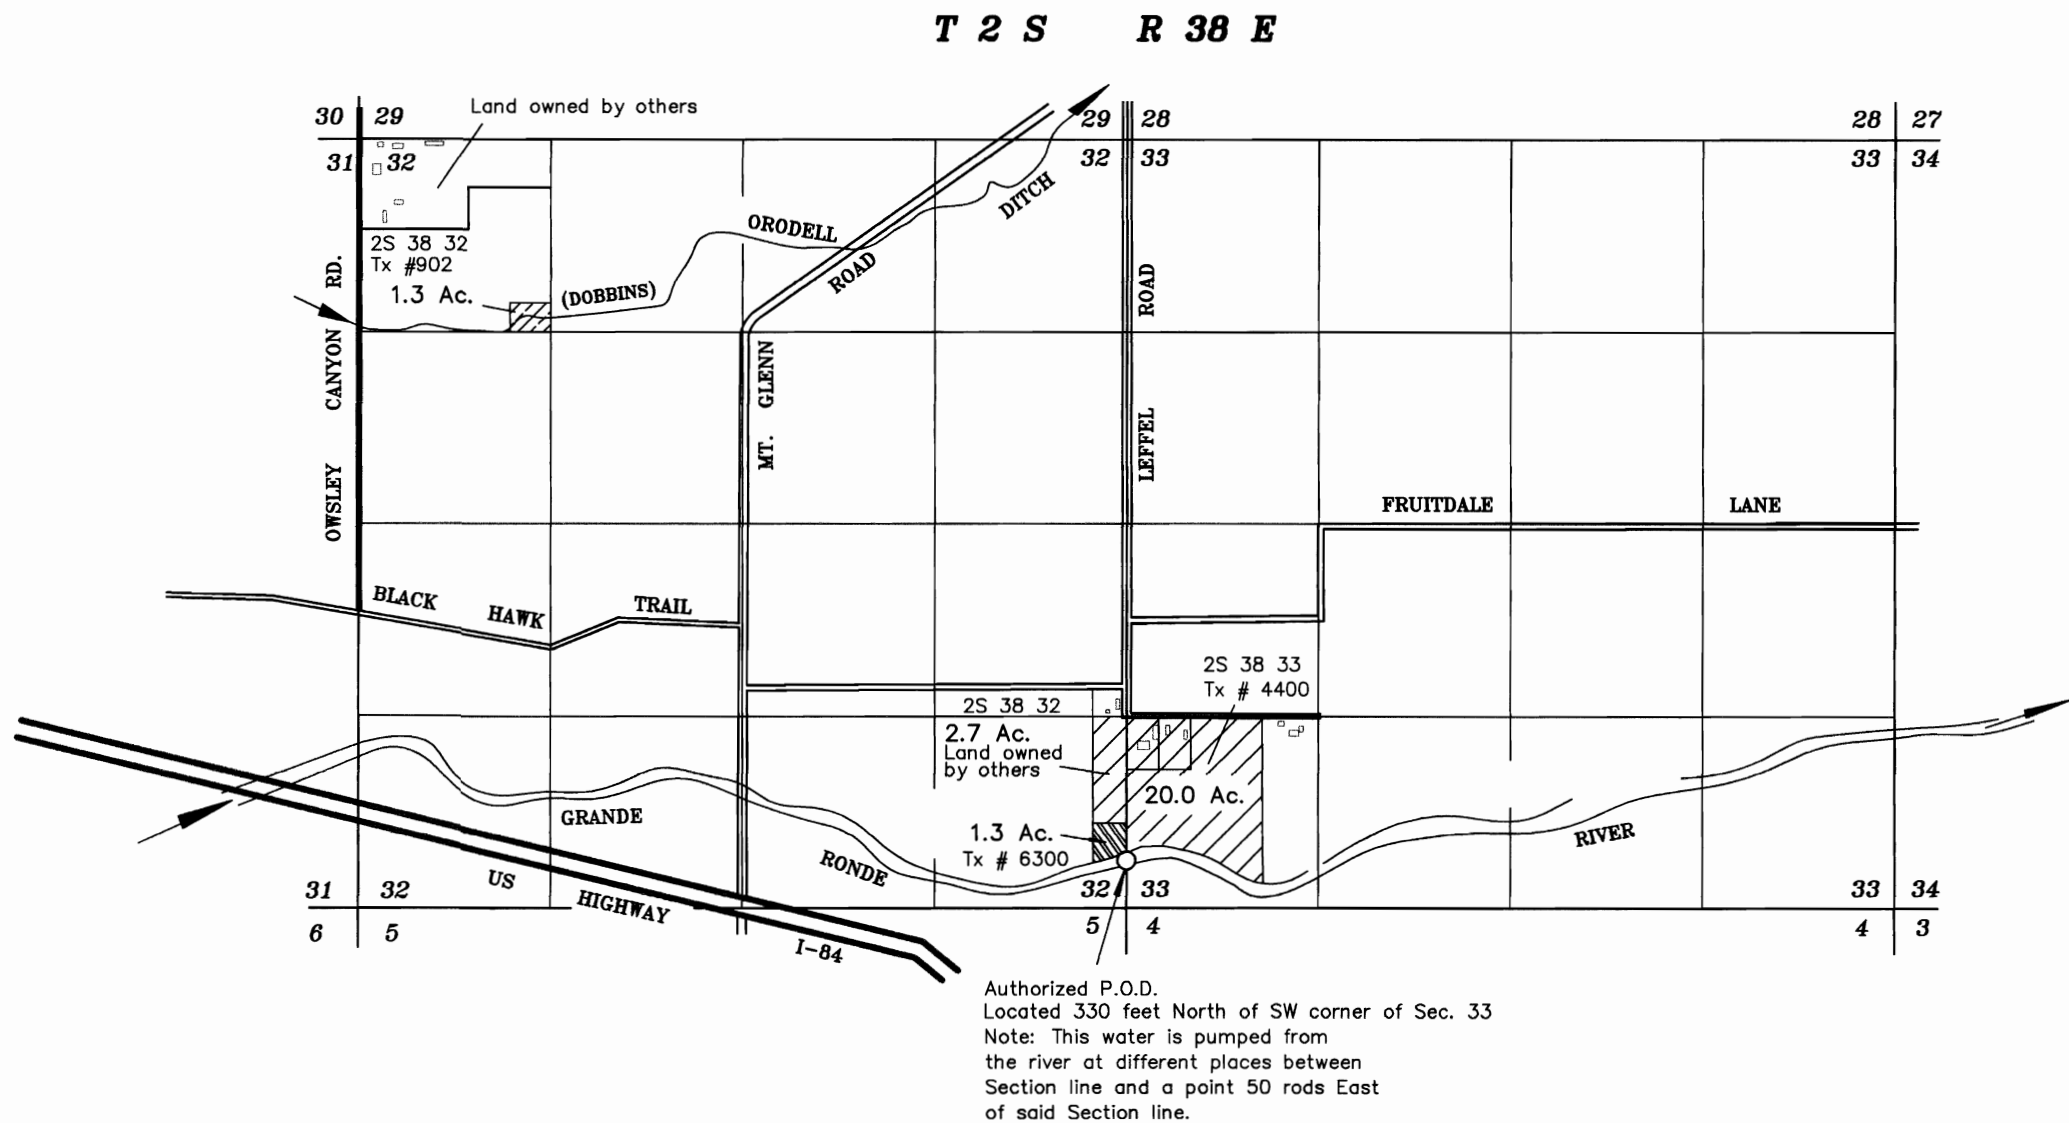 T 2 S R 38 E
Land owned by others
30 29
29 28
28 27
31 32
32 33
33 34
ORODELL
DITCH
2S 38 32
Tx #902
1.3 Ac.
(DOBBINS)
ROAD
OWSLEY CANYON RD.
MT. GLENN
LEFFEL ROAD
FRUITDALE LANE
BLACK HAWK TRAIL
2S 38 33
Tx # 4400
2S 38 32
2.7 Ac.
Land owned
by others
20.0 Ac.
1.3 Ac.
Tx # 6300
GRANDE
RONDE
RIVER
US HIGHWAY
I-84
31 32
32 33
33 34
6 5
5 4
4 3
Authorized P.O.D.
Located 330 feet North of SW corner of Sec. 33
Note: This water is pumped from
the river at different places between
Section line and a point 50 rods East
of said Section line.